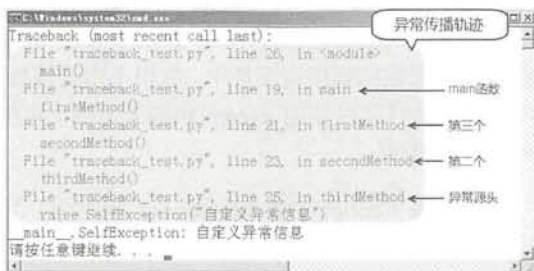 C:\Windows\system32\cmd.exe
异常传播轨迹
Traceback (most recent call last):
File "traceback_test.py", line 26, in <module>
main()
File "traceback_test.py", line 19, in main
main函数
firstMethod()
File "traceback_test.py", line 21, in firstMethod
第三个
secondMethod()
File "traceback_test.py", line 23, in secondMethod
第二个
thirdMethod()
File "traceback_test.py", line 25, in thirdMethod
异常源头
raise SelfException("自定义异常信息")
__main__.SelfException: 自定义异常信息
请按任意键继续. . .